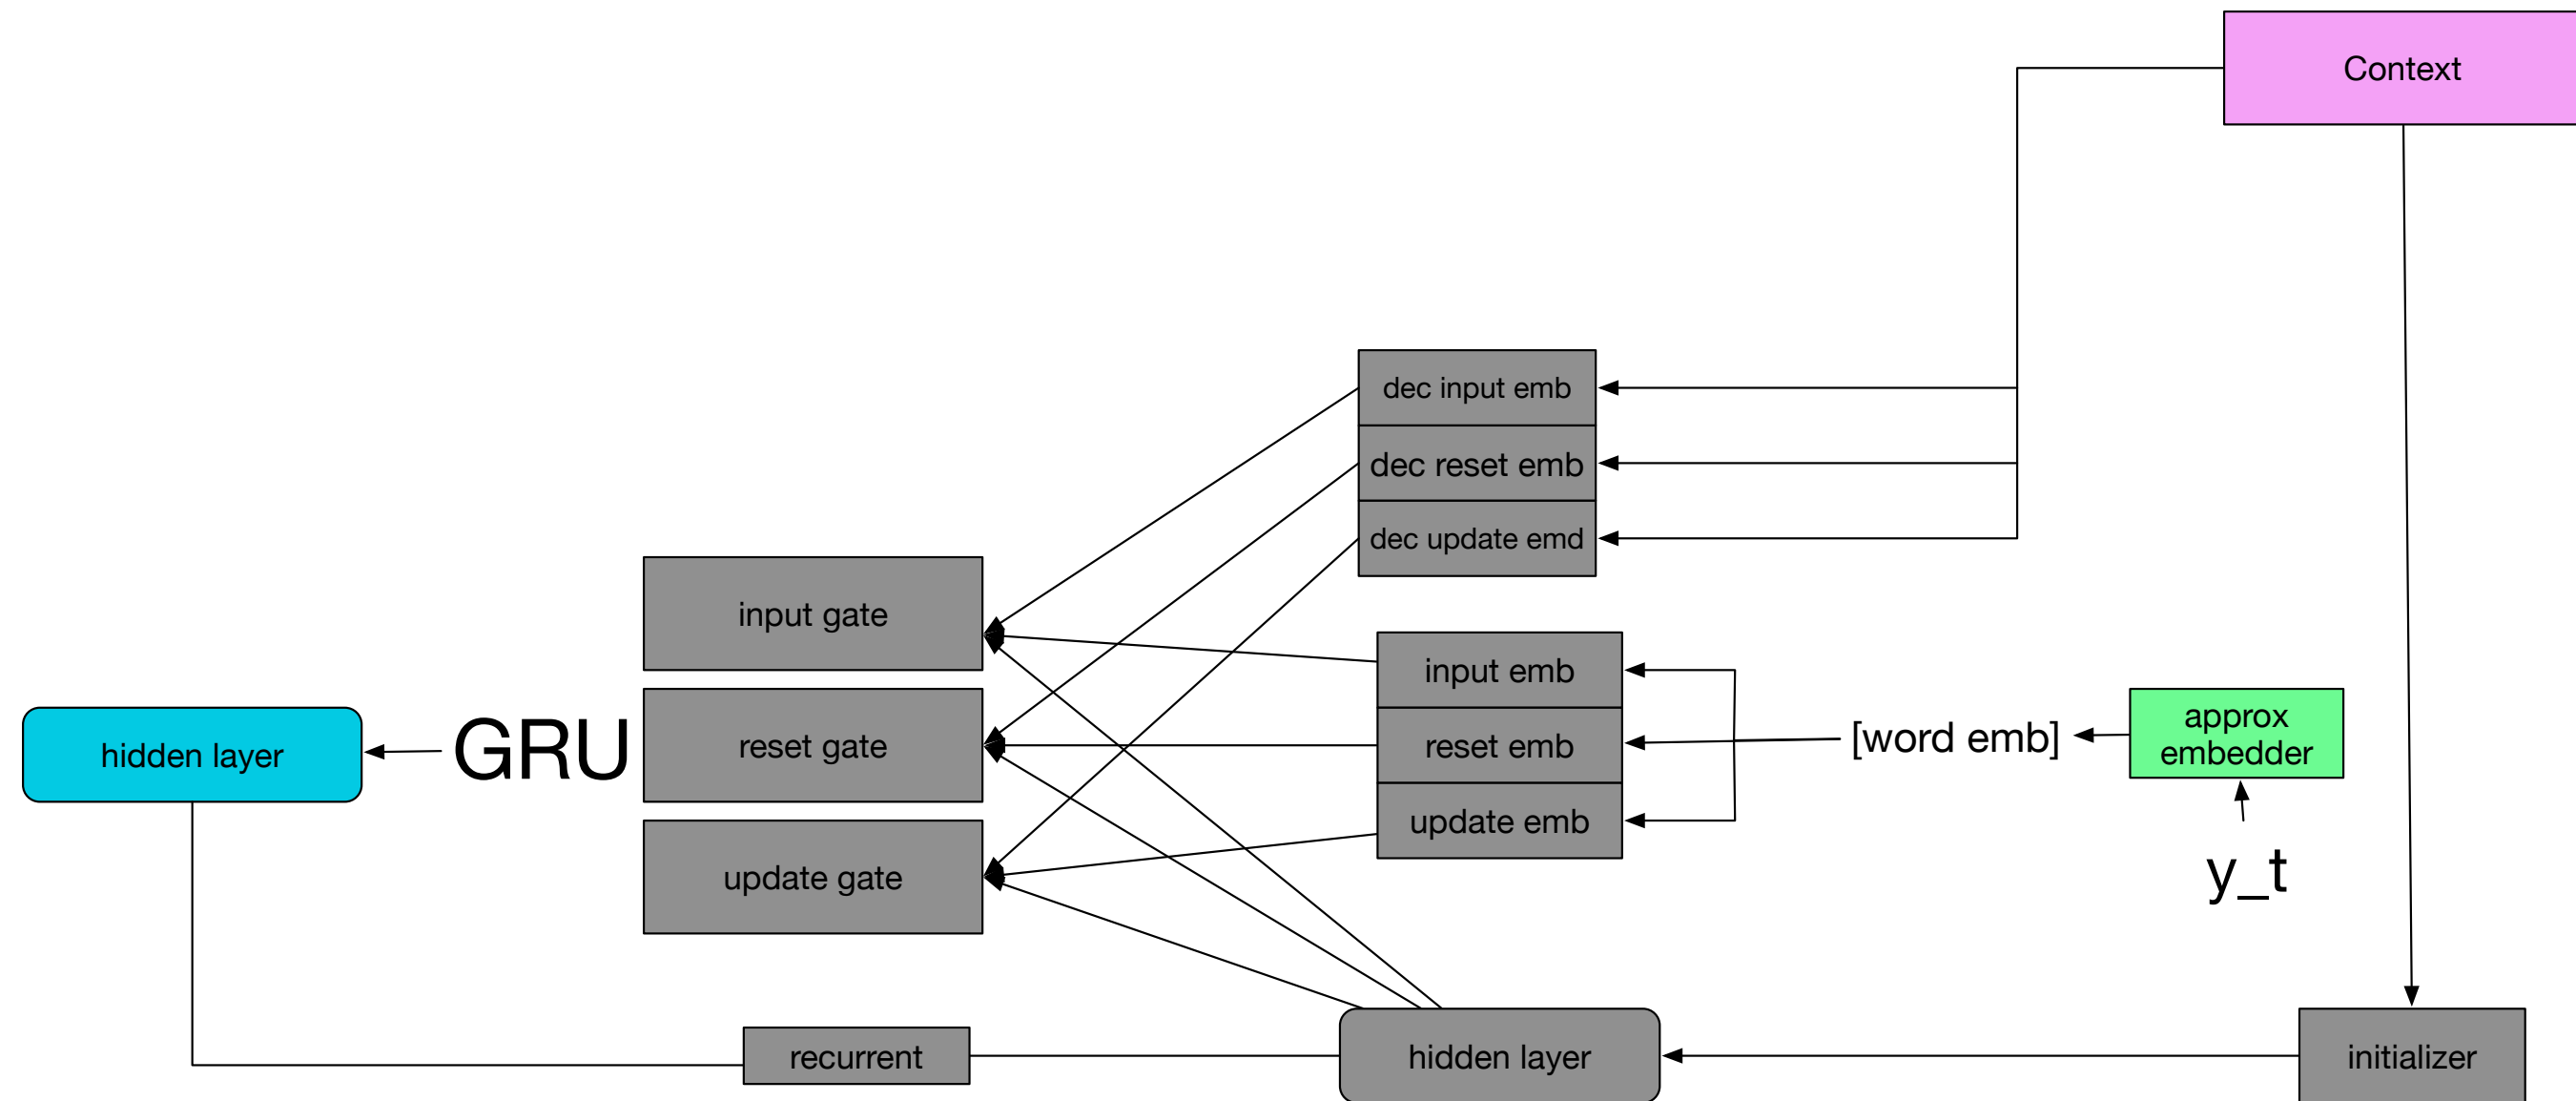 Context
dec input emb
dec reset emb
dec update emd
input gate
input emb
reset gate
reset emb
update gate
update emb
hidden layer
GRU
[word emb]
approx
embedder
y_t
recurrent
hidden layer
initializer